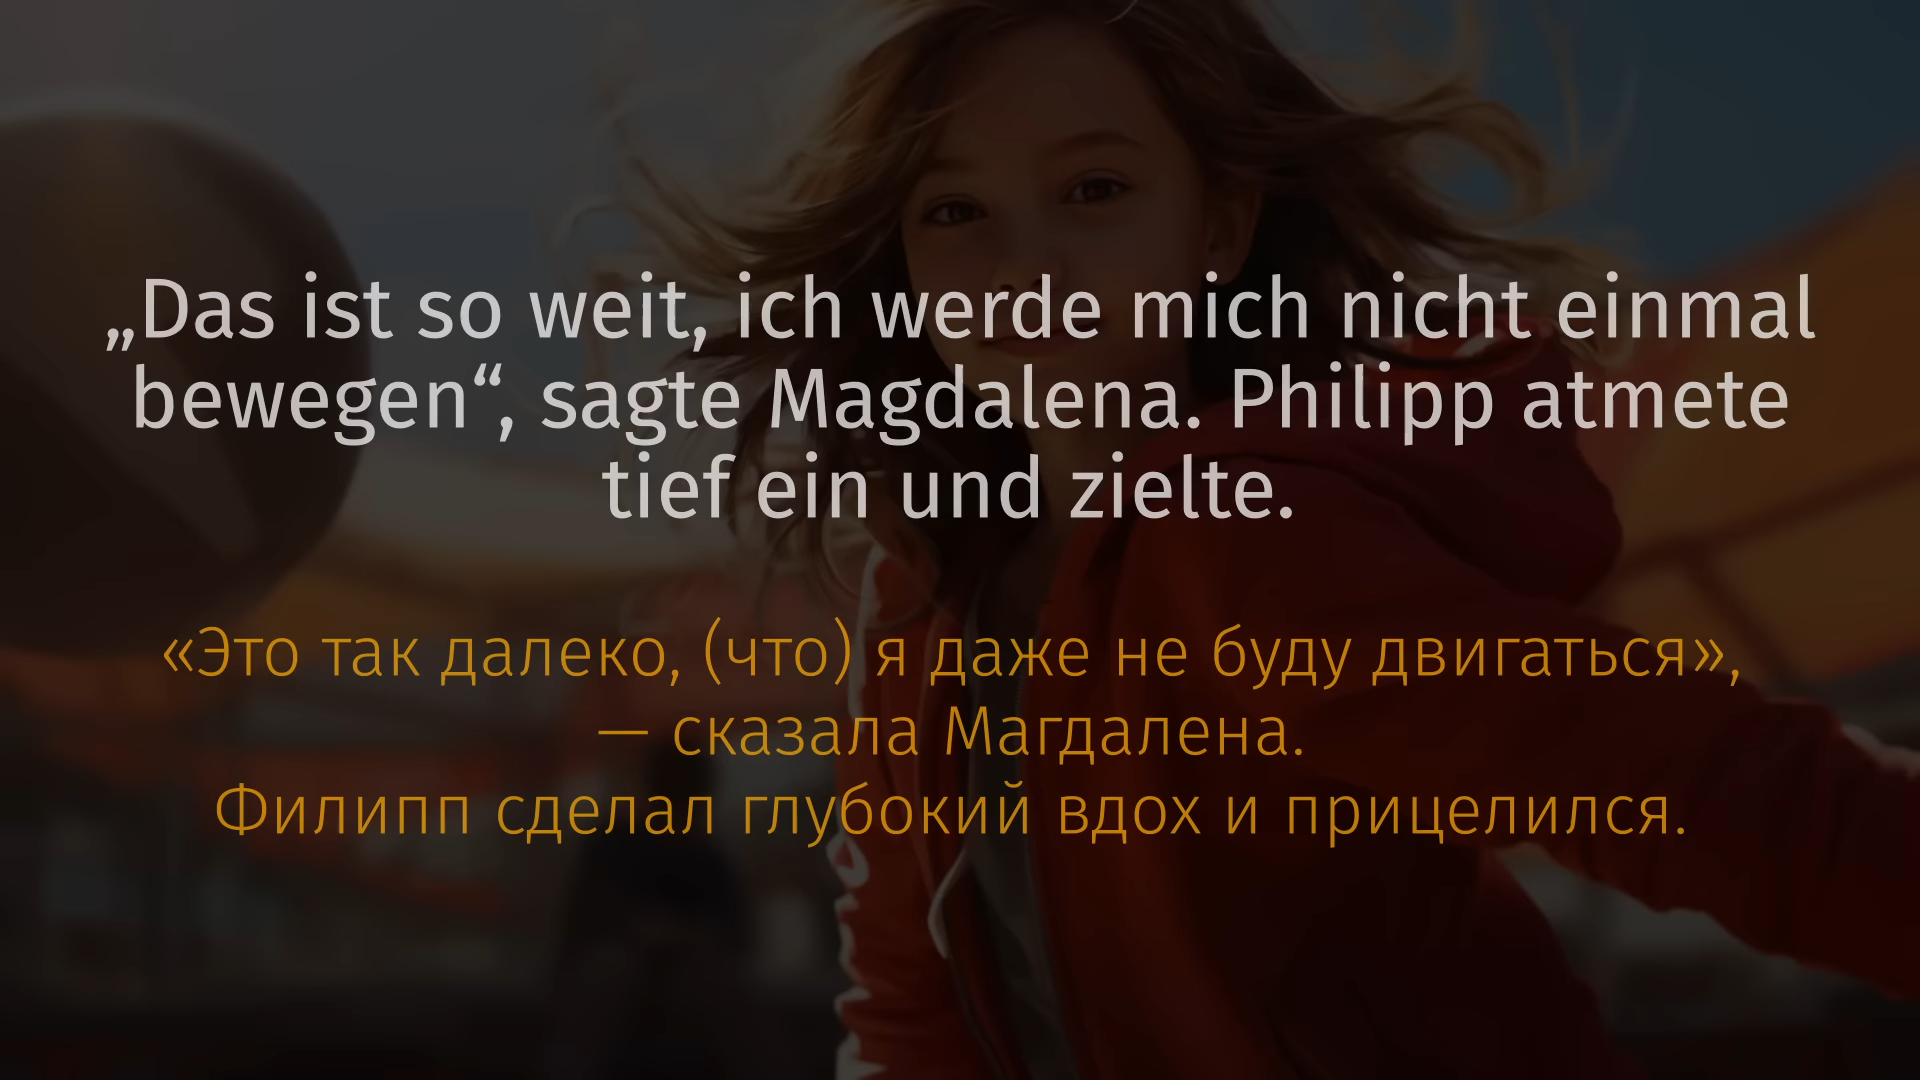 „Das ist so weit, ich werde mich nicht einmal
bewegen“, sagte Magdalena. Philipp atmete
tief ein und zielte.
«Это так далеко, (что) я даже не буду двигаться»,
— сказала Магдалена.
Филипп сделал глубокий вдох и прицелился.